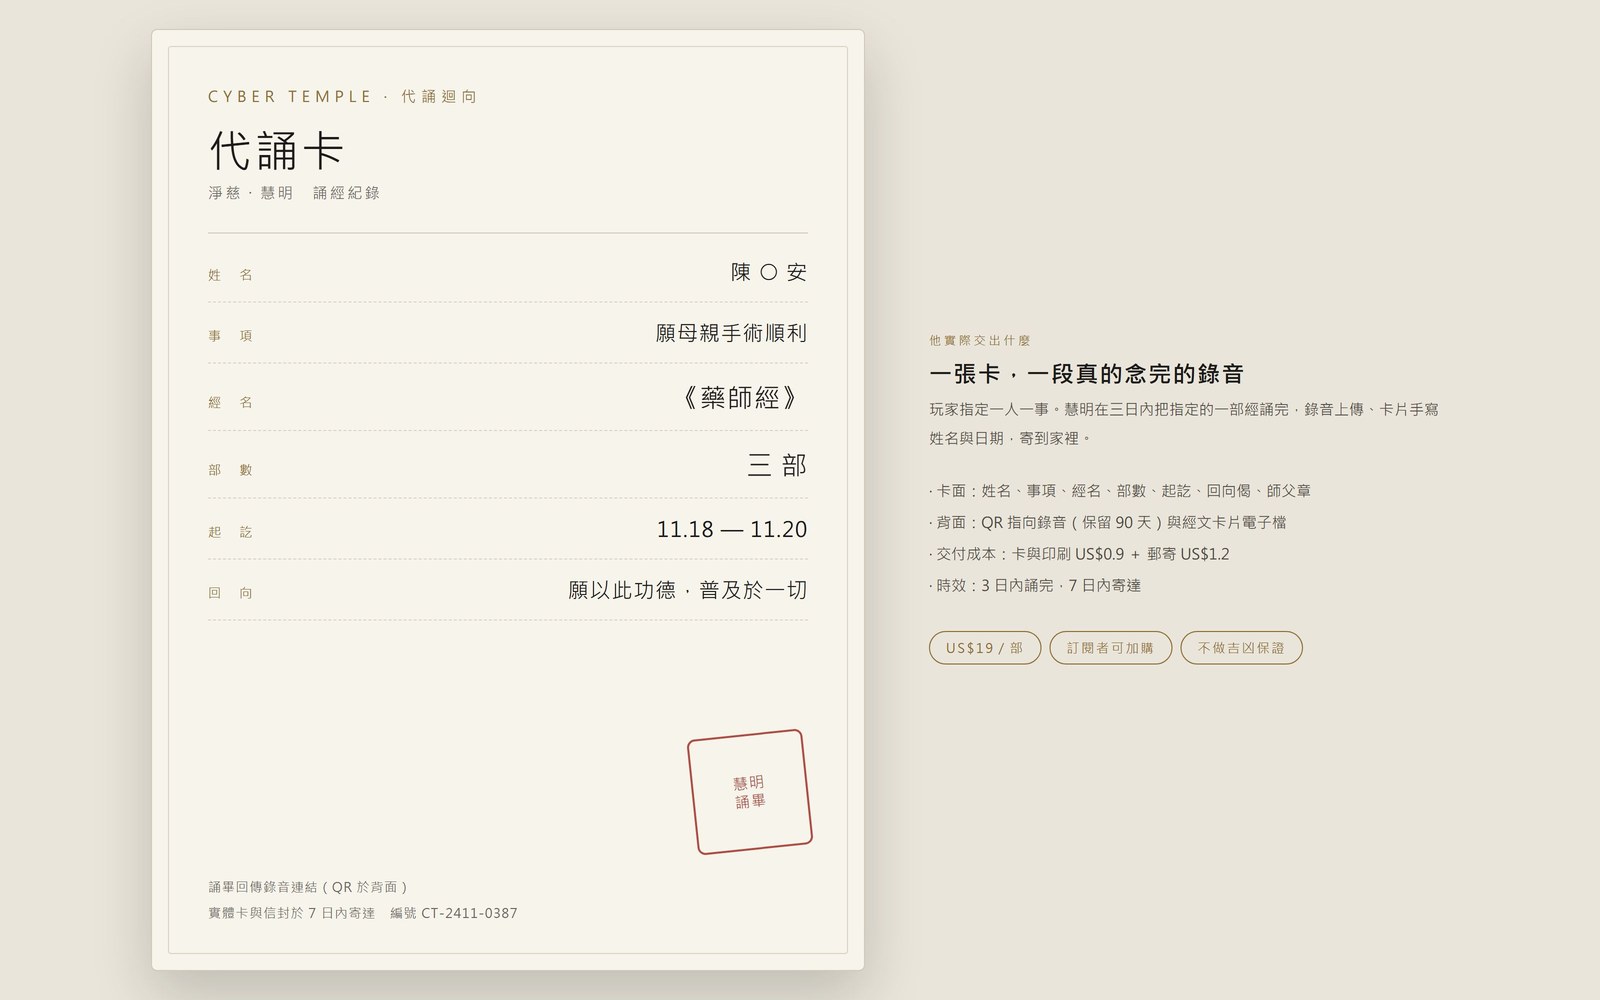 CYBER TEMPLE · 代誦迴向
代誦卡
淨慈·慧明　誦經紀錄
姓　名　陳〇安
事　項　願母親手術順利
經　名　《藥師經》
部　數　三部
起　訖　11.18 — 11.20
回　向　願以此功德，普及於一切
慧明
誦畢
誦畢回傳錄音連結（QR 於背面）
實體卡與信封於 7 日內寄達　編號 CT-2411-0387
他實際交出什麼
一張卡，一段真的念完的錄音
玩家指定一人一事。慧明在三日內把指定的一部經誦完，錄音上傳、卡片手寫
姓名與日期，寄到家裡。
· 卡面：姓名、事項、經名、部數、起訖、回向偈、師父章
· 背面：QR 指向錄音（保留 90 天）與經文卡片電子檔
· 交付成本：卡與印刷 US$0.9 + 郵寄 US$1.2
· 時效：3 日內誦完，7 日內寄達
US$19 / 部
訂閱者可加購
不做吉凶保證